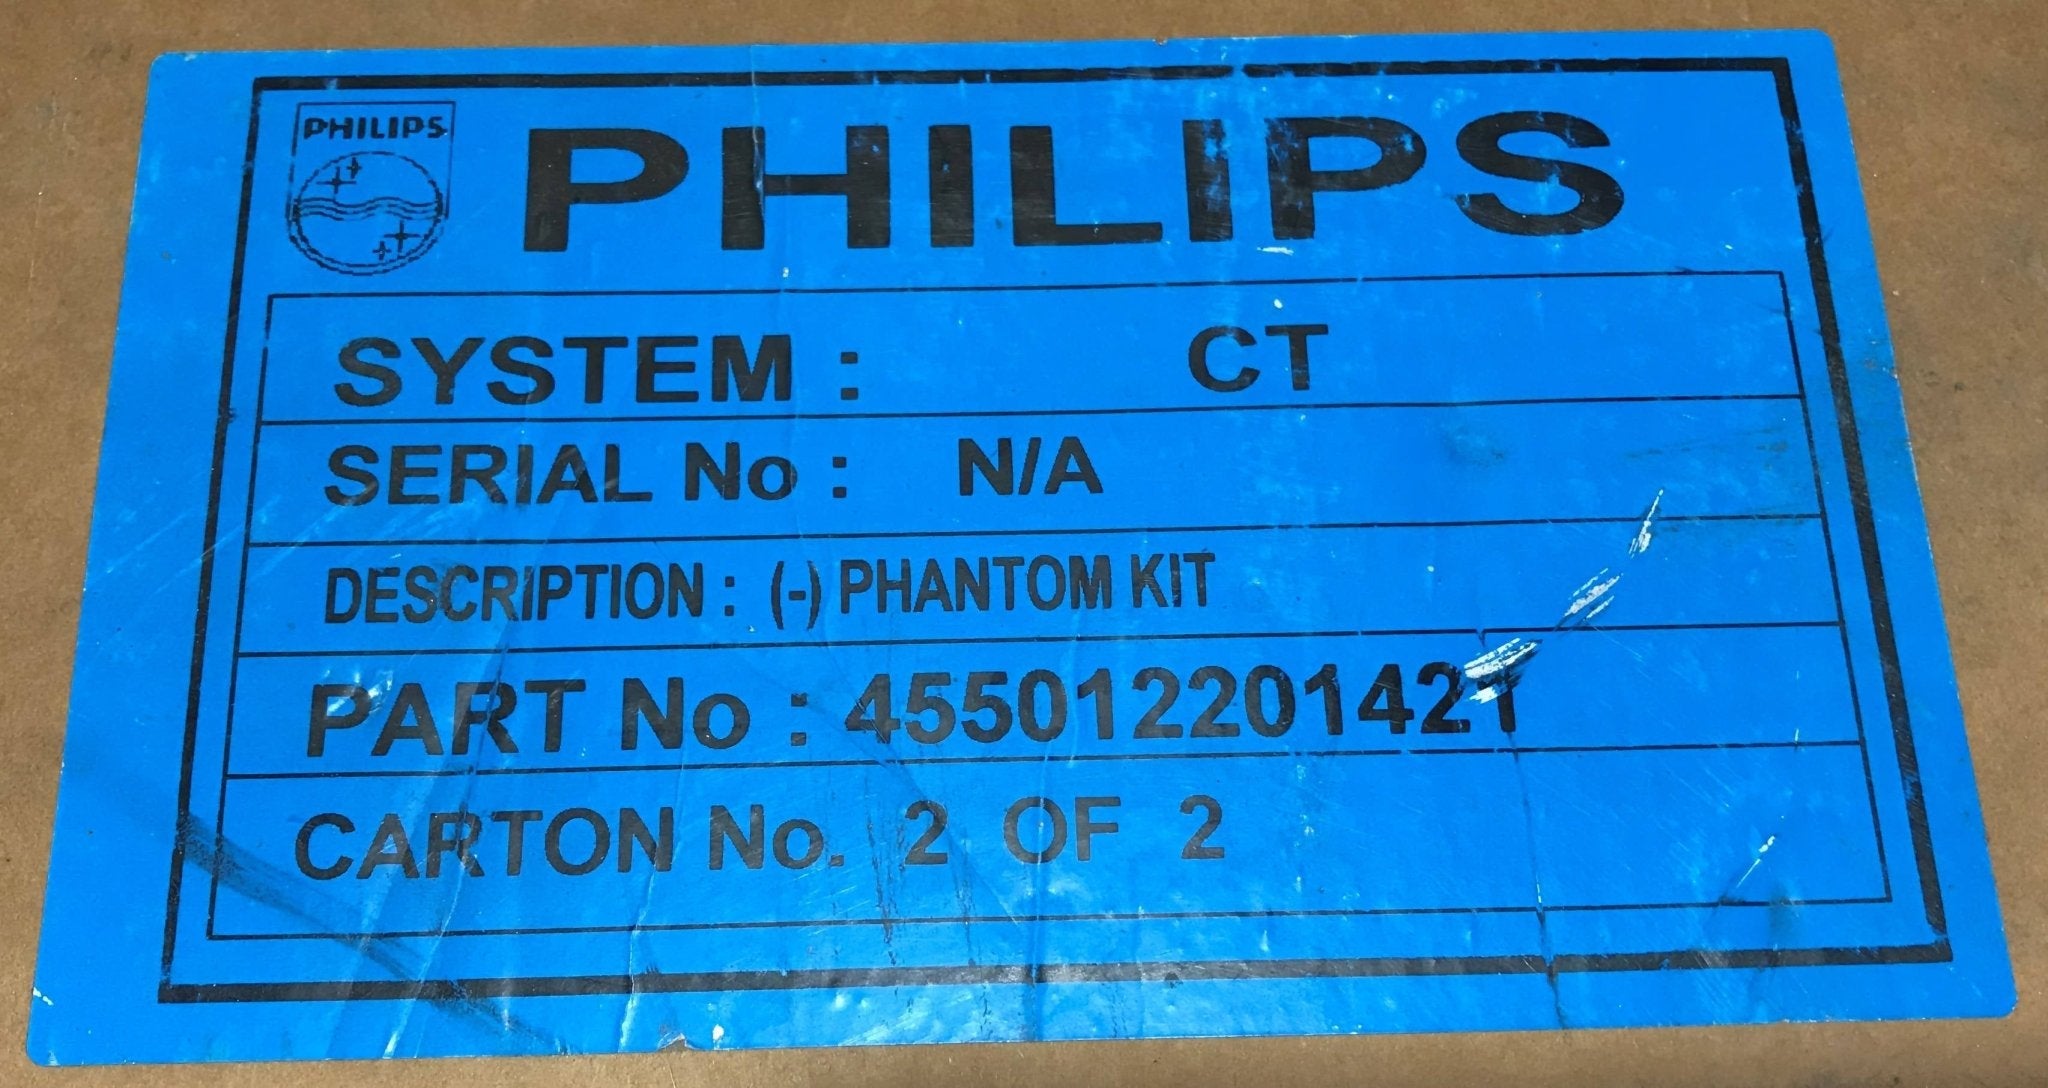 PHILIPS
PHILIPS
SYSTEM : CT
SERIAL No : N/A
DESCRIPTION : (-) PHANTOM KIT
PART No : 455012201421
CARTON No. 2 OF 2